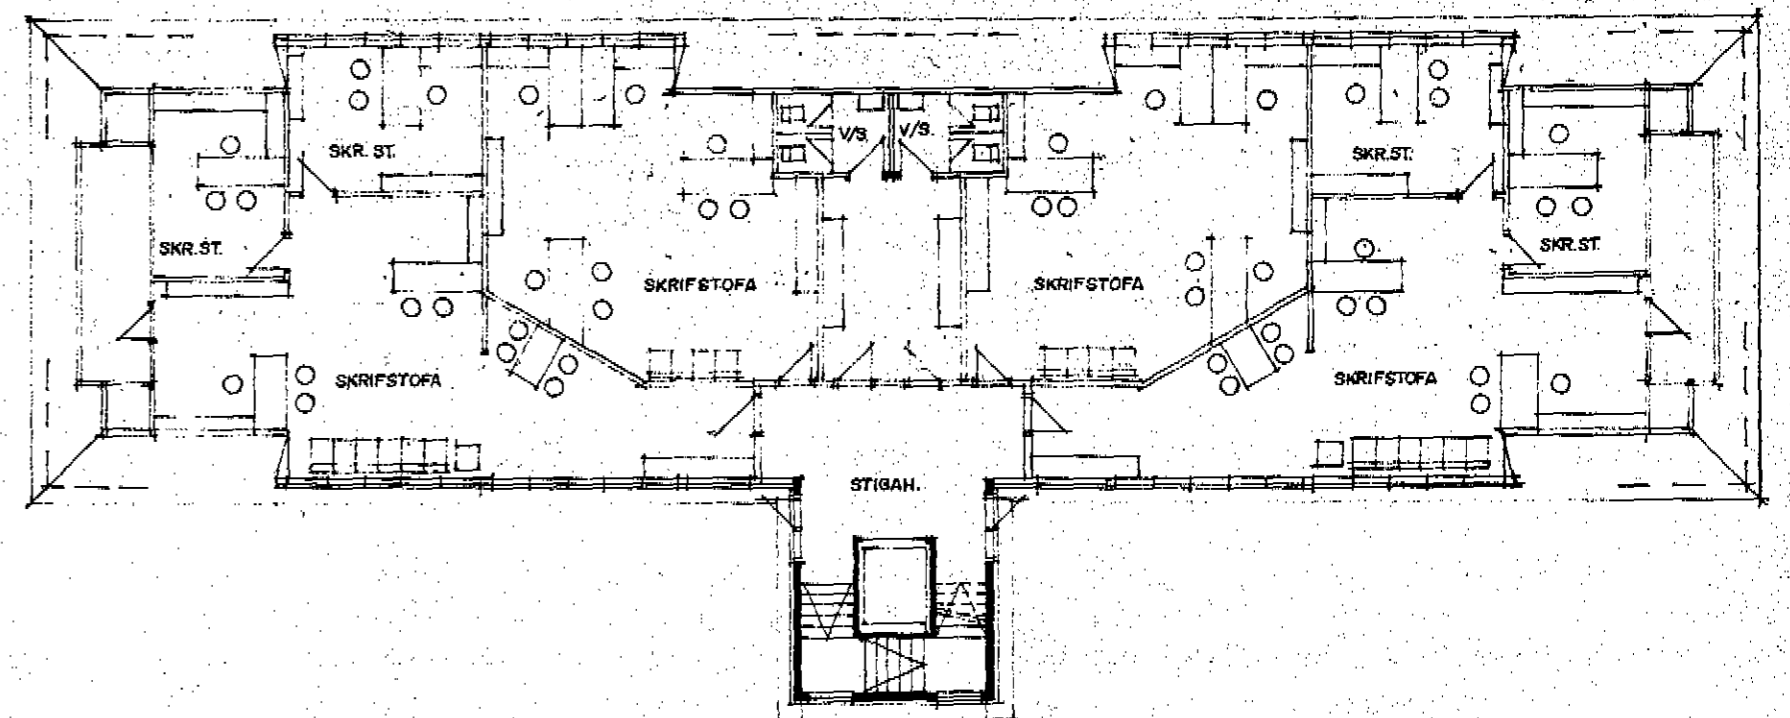 V/S.
V/S.
SKR. ST.
SKR.ST.
SKR.ST.
SKR.ST.
SKRIFSTOFA
SKRIFSTOFA
SKRIFSTOFA
SKRIFSTOFA
STIGAH.